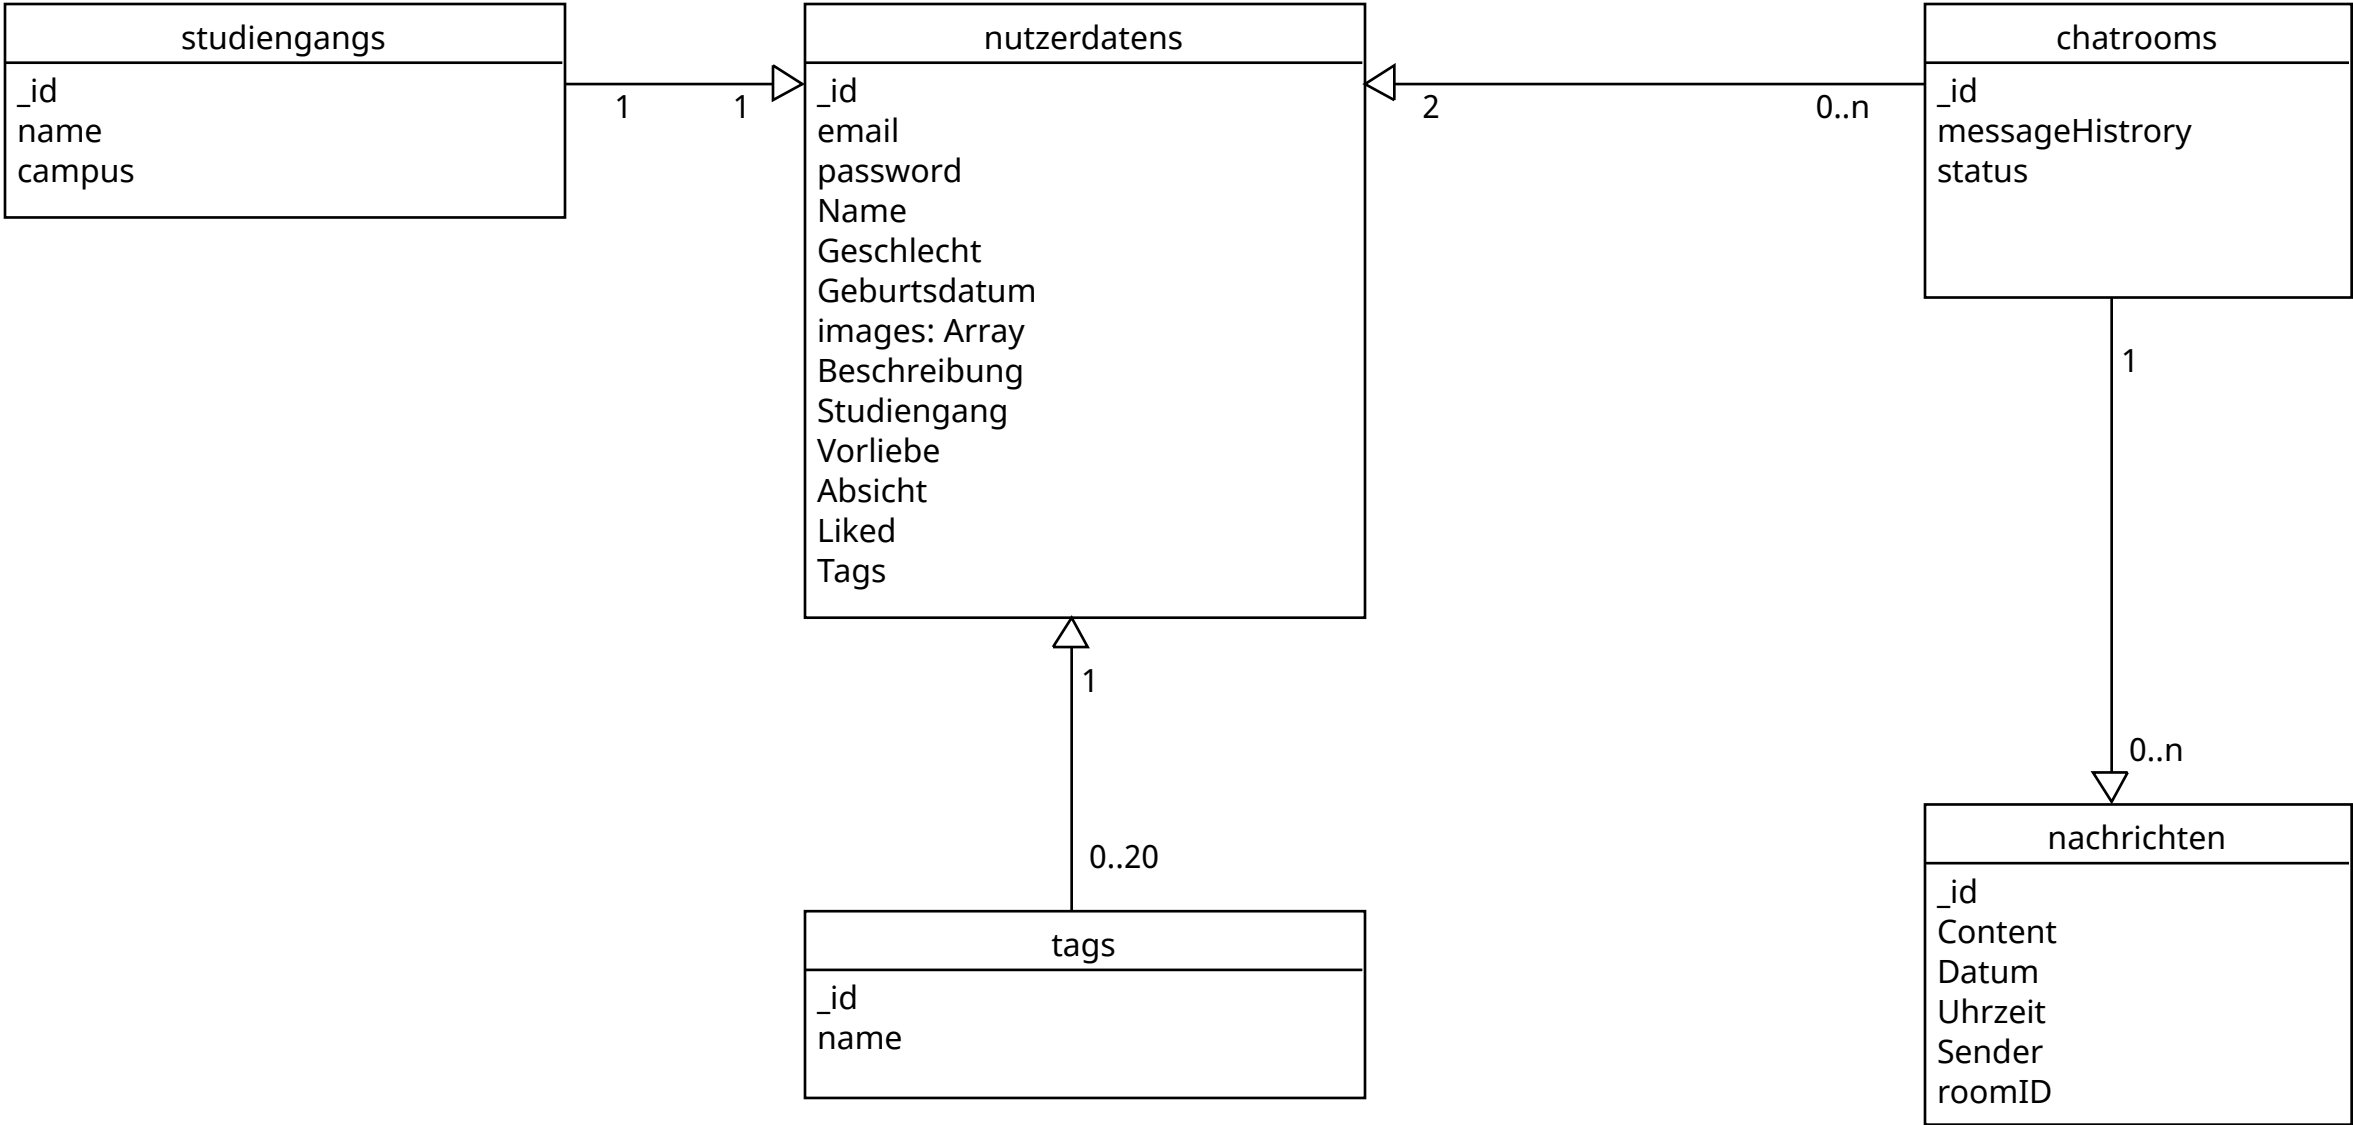 studiengangs
_id
name
campus
1
1
nutzerdatens
_id
email
password
Name
Geschlecht
Geburtsdatum
images: Array
Beschreibung
Studiengang
Vorliebe
Absicht
Liked
Tags
2
0..n
chatrooms
_id
messageHistrory
status
1
0..n
1
0..20
tags
_id
name
nachrichten
_id
Content
Datum
Uhrzeit
Sender
roomID